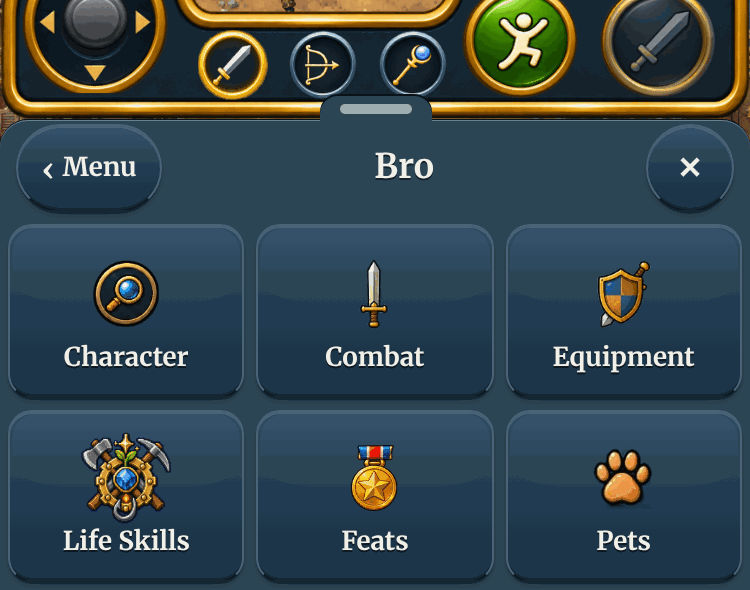 ‹ Menu
Bro
×
Character
Combat
Equipment
Life Skills
Feats
Pets